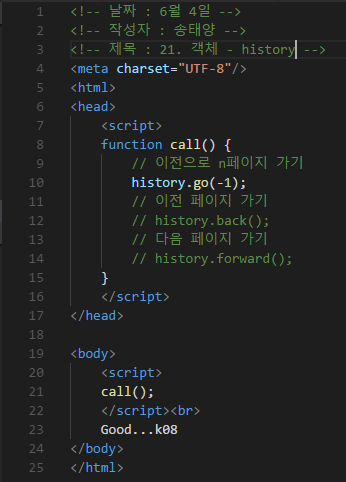 1 <!-- 날짜 : 6월 4일 -->
2 <!-- 작성자 : 송태양 -->
3 <!-- 제목 : 21. 객체 - history -->
4 <meta charset="UTF-8"/>
5 <html>
6 <head>
7 <script>
8 function call() {
9 // 이전으로 n페이지 가기
10 history.go(-1);
11 // 이전 페이지 가기
12 // history.back();
13 // 다음 페이지 가기
14 // history.forward();
15 }
16 </script>
17 </head>
18
19 <body>
20 <script>
21 call();
22 </script><br>
23 Good...k08
24 </body>
25 </html>